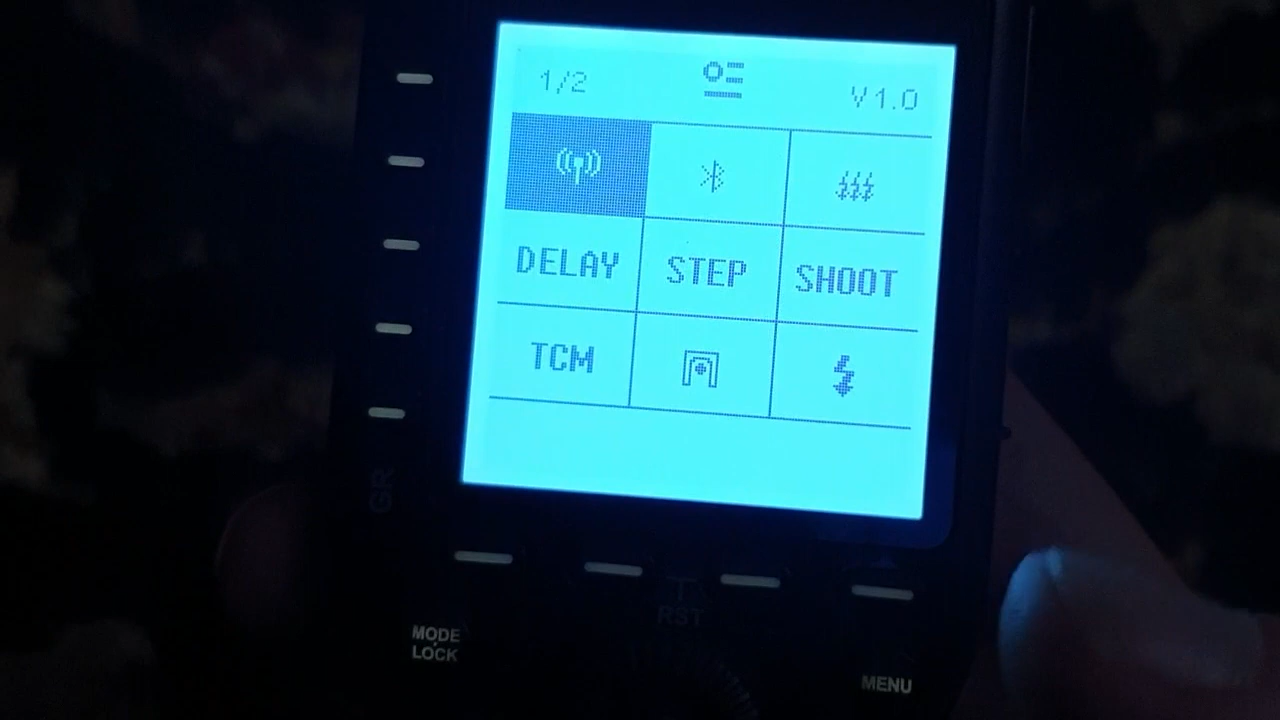 1/2 V1.0
DELAY STEP SHOOT
TCM
GR
RST
MODE
LOCK
MENU